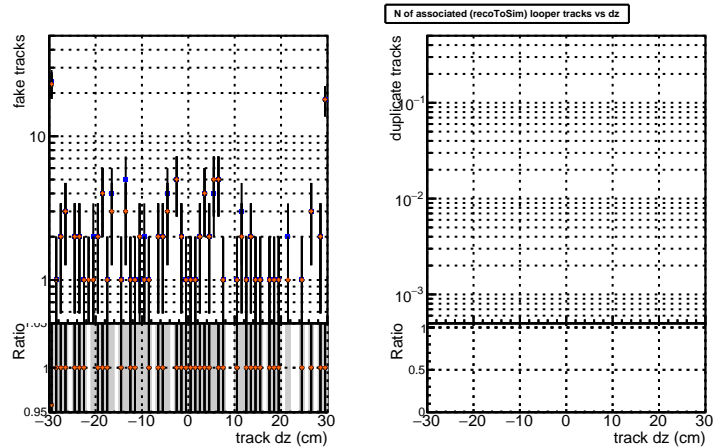 N of associated (recoToSim) looper tracks vs dz
fake tracks
10
1
Ratio
1
0.95
−30 −20 −10 0 10 20 30
track dz (cm)
duplicate tracks
10−1
10−2
10−3
Ratio
1
0.5
0
−30 −20 −10 0 10 20 30
track dz (cm)